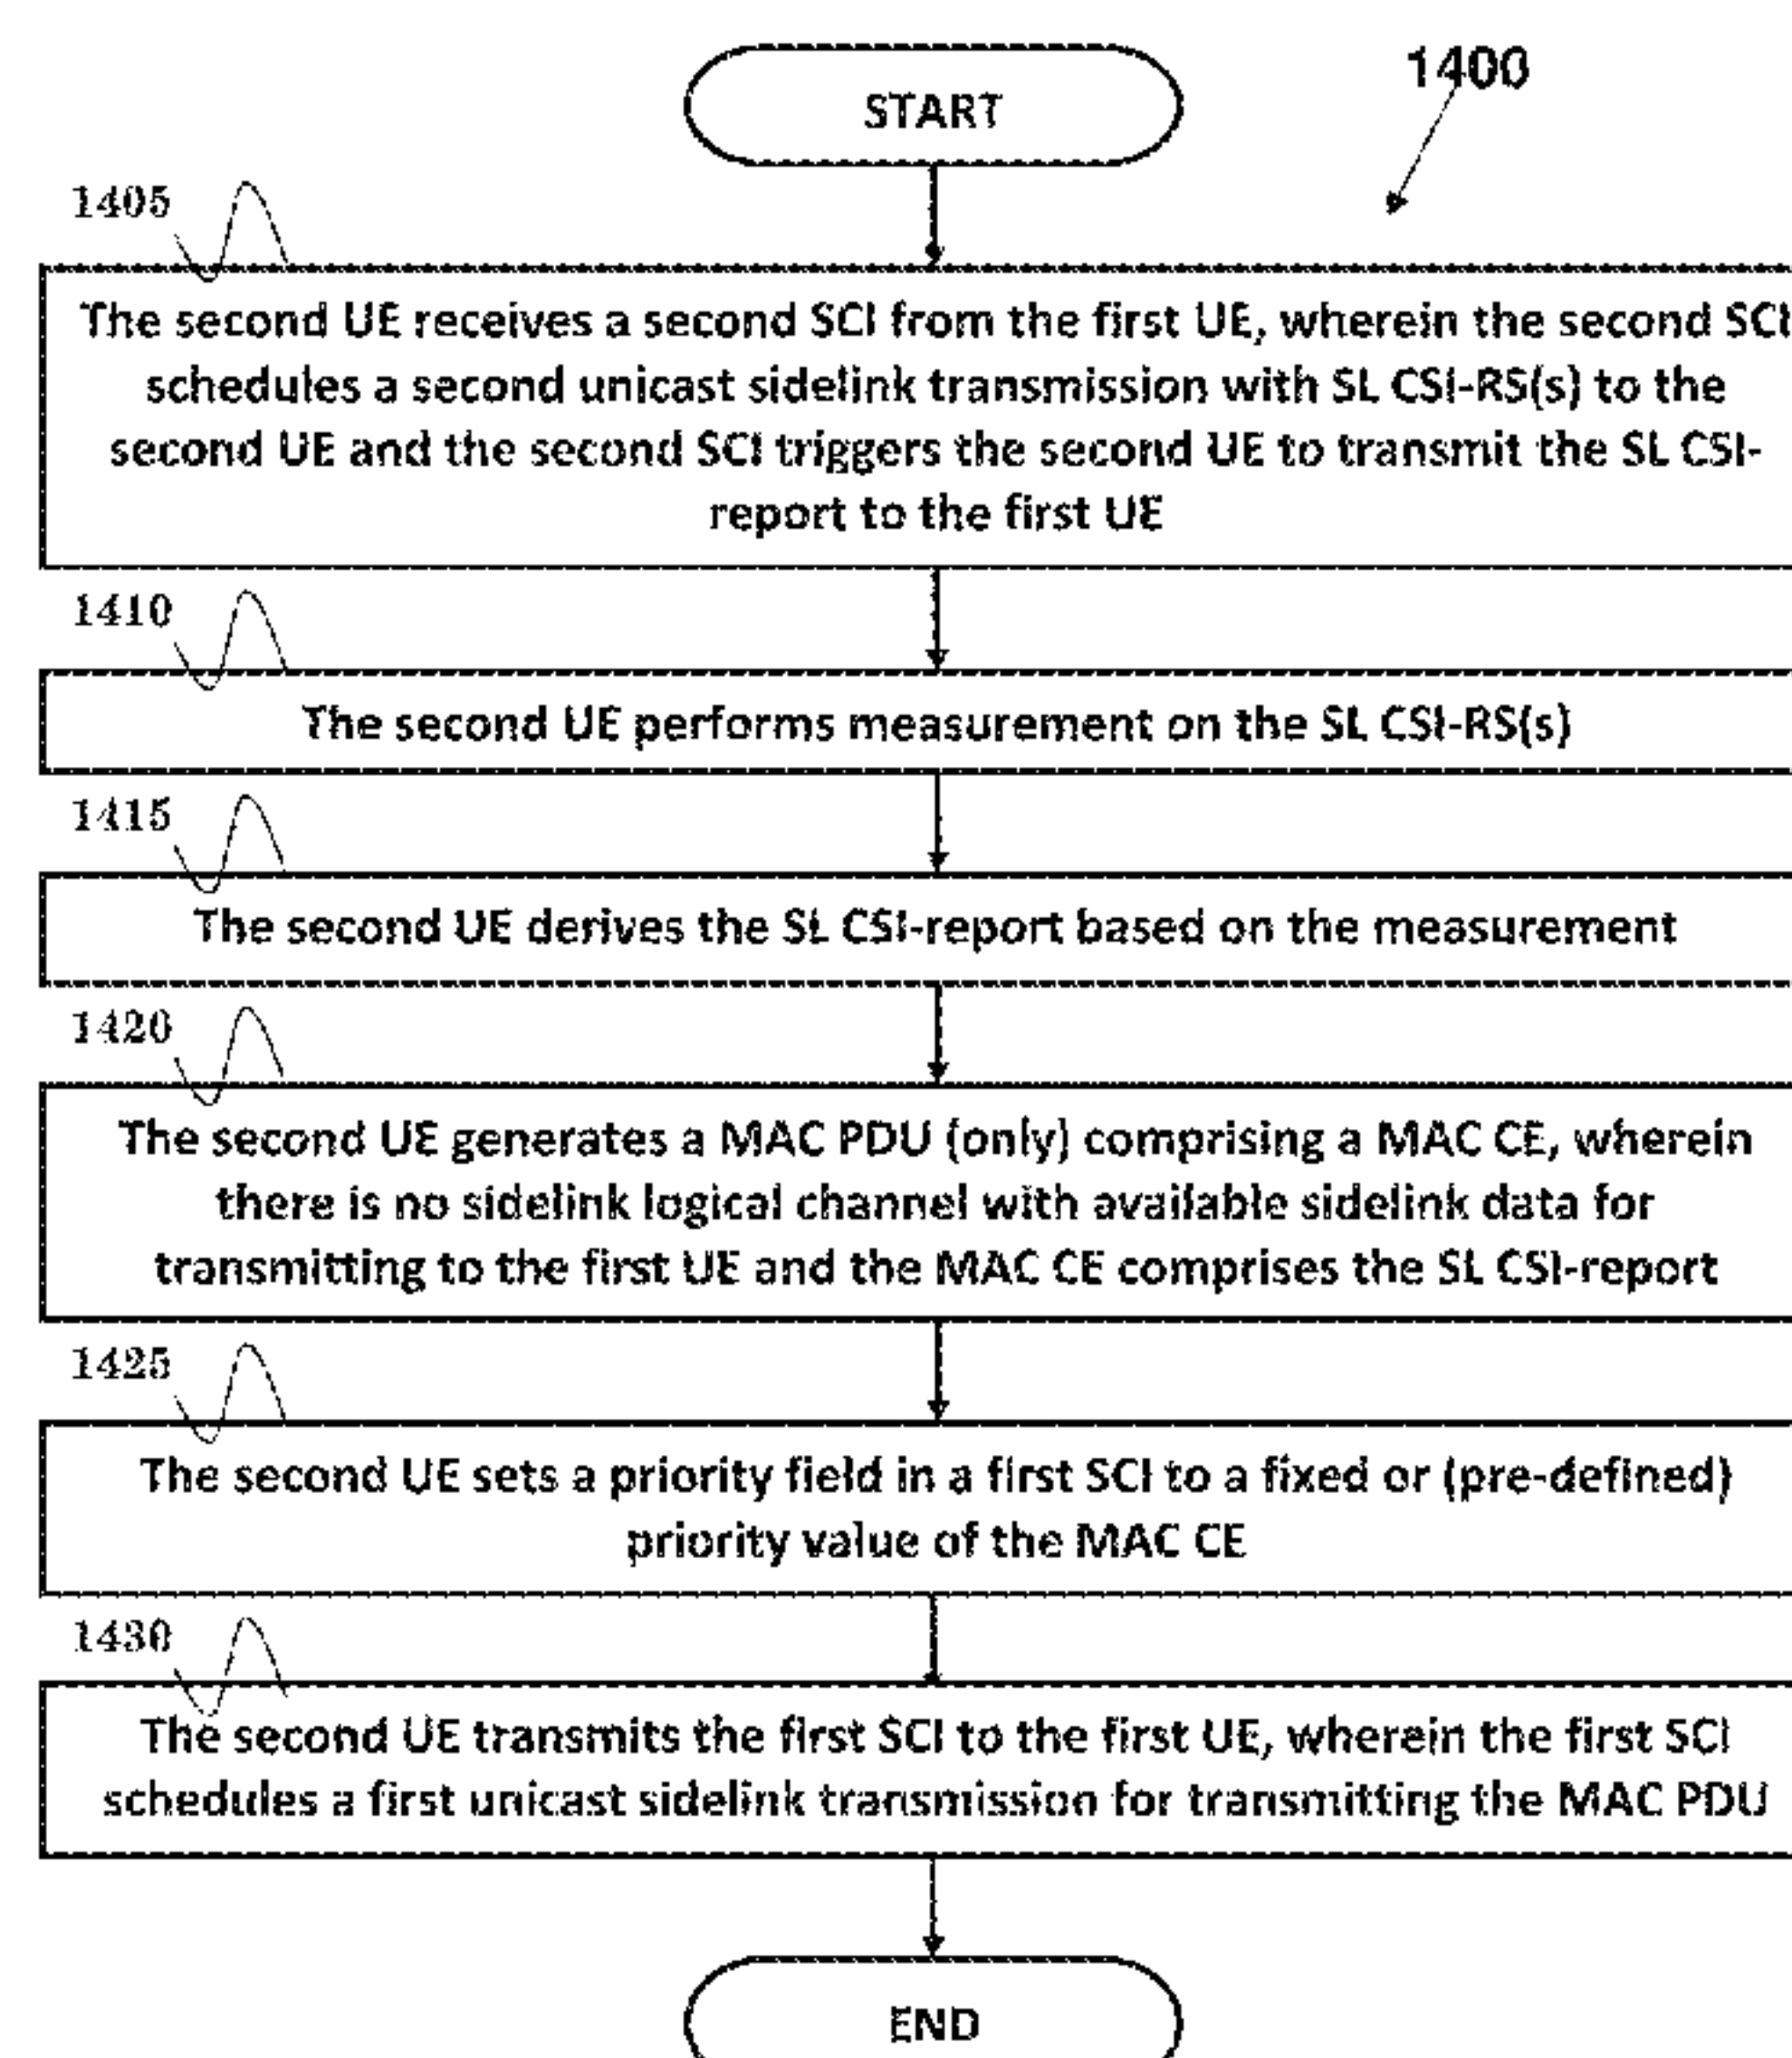 START
1400
1405
The second UE receives a second SCI from the first UE, wherein the second SCI
schedules a second unicast sidelink transmission with SL CSI-RS(s) to the
second UE and the second SCI triggers the second UE to transmit the SL CSI-
report to the first UE
1410
The second UE performs measurement on the SL CSI-RS(s)
1415
The second UE derives the SL CSI-report based on the measurement
1420
The second UE generates a MAC PDU (only) comprising a MAC CE, wherein
there is no sidelink logical channel with available sidelink data for
transmitting to the first UE and the MAC CE comprises the SL CSI-report
1425
The second UE sets a priority field in a first SCI to a fixed or (pre-defined)
priority value of the MAC CE
1430
The second UE transmits the first SCI to the first UE, wherein the first SCI
schedules a first unicast sidelink transmission for transmitting the MAC PDU
END